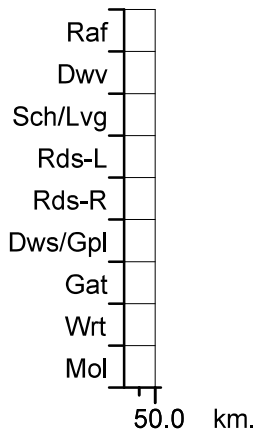 Raf
Dwv
Sch/Lvg
Rds-L
Rds-R
Dws/Gpl
Gat
Wrt
Mol
50.0 km.